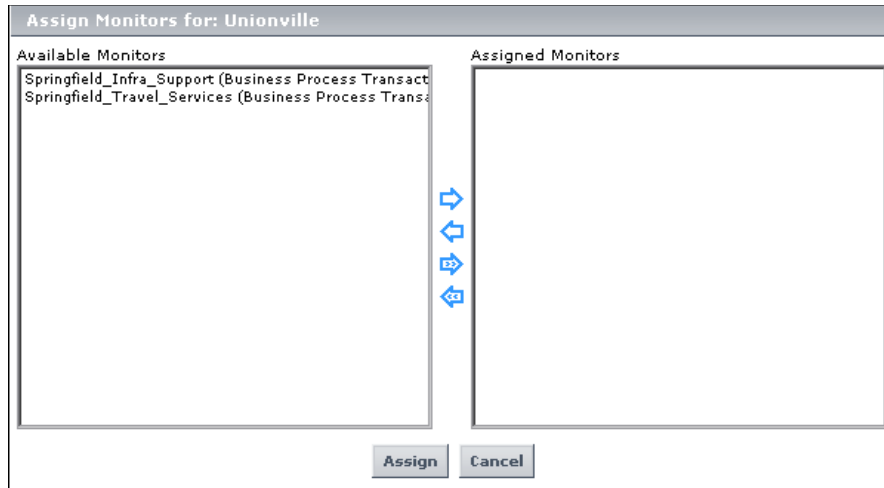 Assign Monitors for: Unionville
Available Monitors
Assigned Monitors
Springfield_Infra_Support (Business Process Transact
Springfield_Travel_Services (Business Process Transa
Assign
Cancel